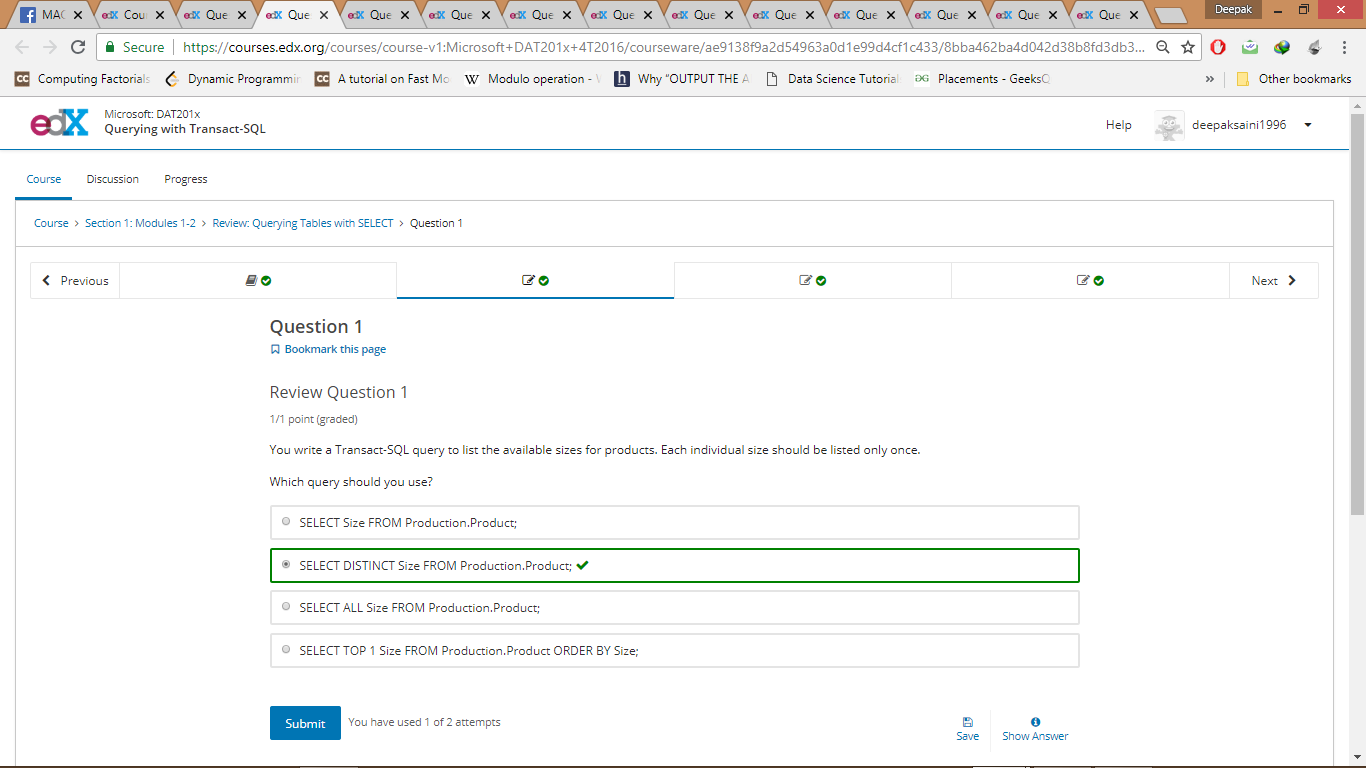 MAC Cou Que Que Que Que Que Que Que Que Que Que Que Que Deepak
Secure https://courses.edx.org/courses/course-v1:Microsoft+DAT201x+4T2016/courseware/ae9138f9a2d54963a0d1e99d4cf1c433/8bba462ba4d042d38b8fd3db3...
Computing Factorials Dynamic Programmin A tutorial on Fast Mo Modulo operation - Why "OUTPUT THE A Data Science Tutorial Placements - GeeksG » Other bookmarks
edX Microsoft: DAT201x
Querying with Transact-SQL
Help deepaksaini1996
Course Discussion Progress
Course > Section 1: Modules 1-2 > Review: Querying Tables with SELECT > Question 1
Previous Next
Question 1
Bookmark this page
Review Question 1
1/1 point (graded)
You write a Transact-SQL query to list the available sizes for products. Each individual size should be listed only once.
Which query should you use?
SELECT Size FROM Production.Product;
SELECT DISTINCT Size FROM Production.Product;
SELECT ALL Size FROM Production.Product;
SELECT TOP 1 Size FROM Production.Product ORDER BY Size;
Submit You have used 1 of 2 attempts
Save Show Answer